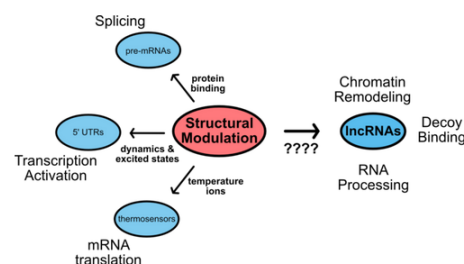 Splicing
pre-mRNAs
protein
binding
Structural
Modulation
5' UTRs
dynamics &
excited states
Transcription
Activation
temperature
ions
thermosensors
mRNA
translation
????
Chromatin
Remodeling
lncRNAs
Decoy
Binding
RNA
Processing